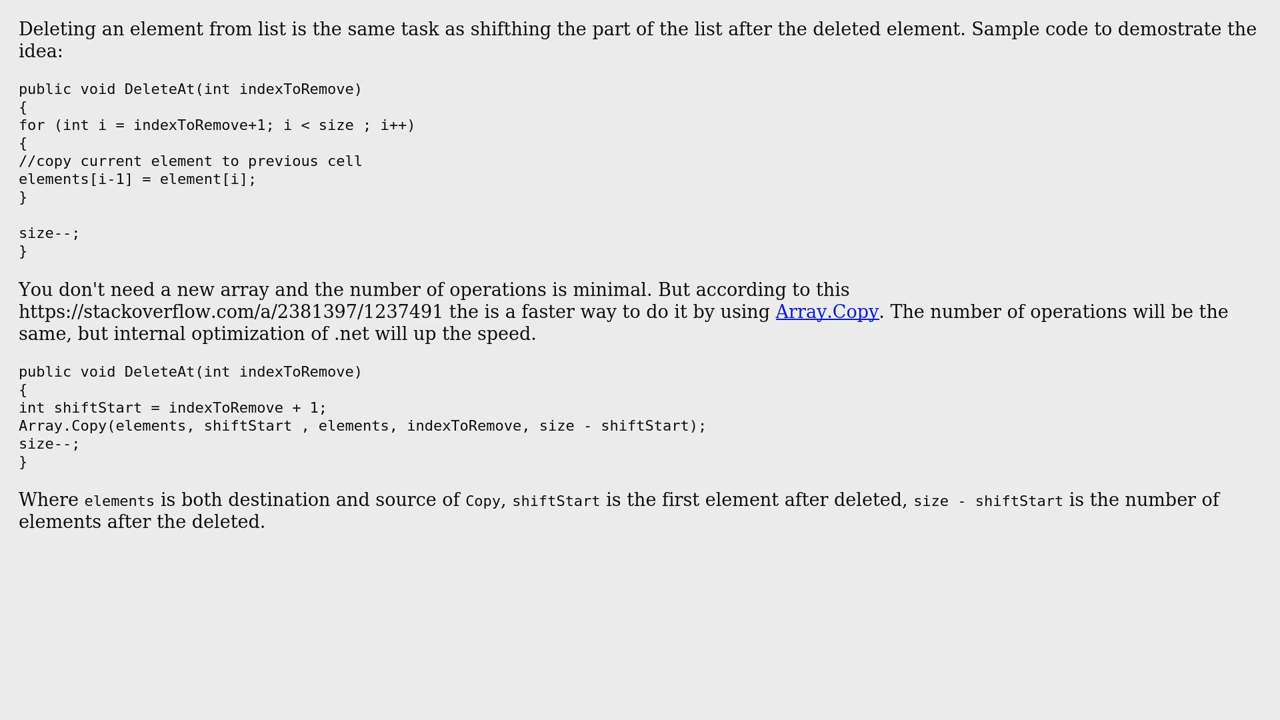 Deleting an element from list is the same task as shifthing the part of the list after the deleted element. Sample code to demostrate the
idea:
public void DeleteAt(int indexToRemove)
{
for (int i = indexToRemove+1; i < size ; i++)
{
//copy current element to previous cell
elements[i-1] = element[i];
}
size--;
}
You don't need a new array and the number of operations is minimal. But according to this
https://stackoverflow.com/a/2381397/1237491 the is a faster way to do it by using Array.Copy. The number of operations will be the
same, but internal optimization of .net will up the speed.
public void DeleteAt(int indexToRemove)
{
int shiftStart = indexToRemove + 1;
Array.Copy(elements, shiftStart , elements, indexToRemove, size - shiftStart);
size--;
}
Where elements is both destination and source of Copy, shiftStart is the first element after deleted, size - shiftStart is the number of
elements after the deleted.